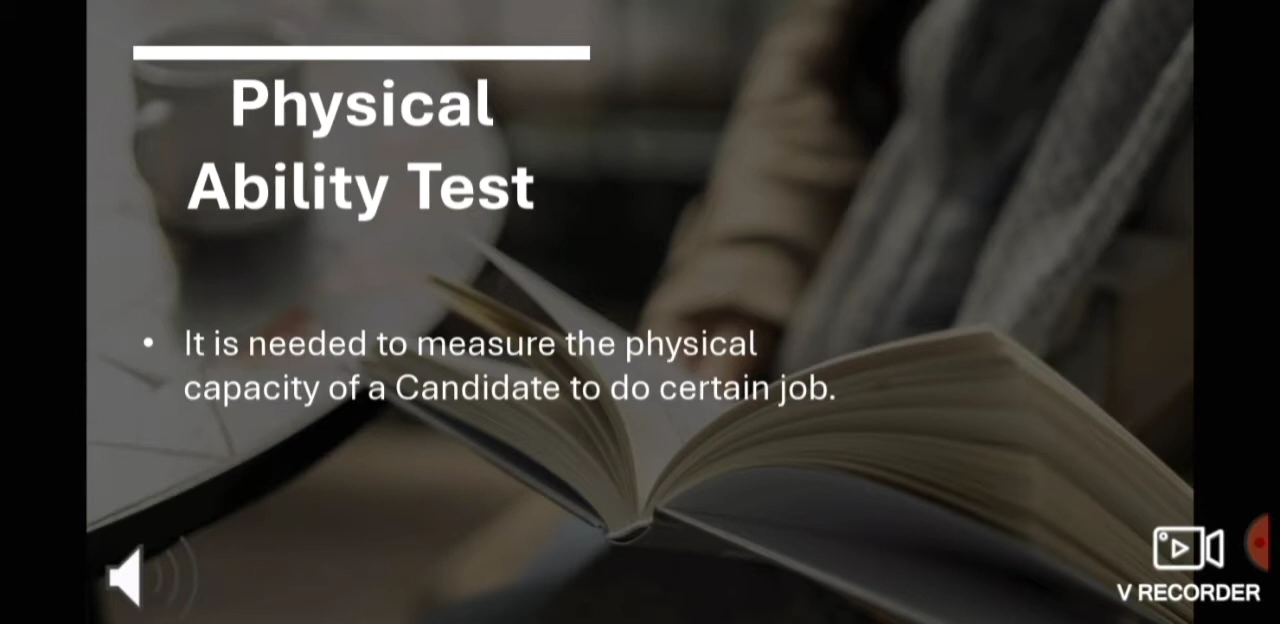 Physical
Ability Test
• It is needed to measure the physical
capacity of a Candidate to do certain job.
V RECORDER